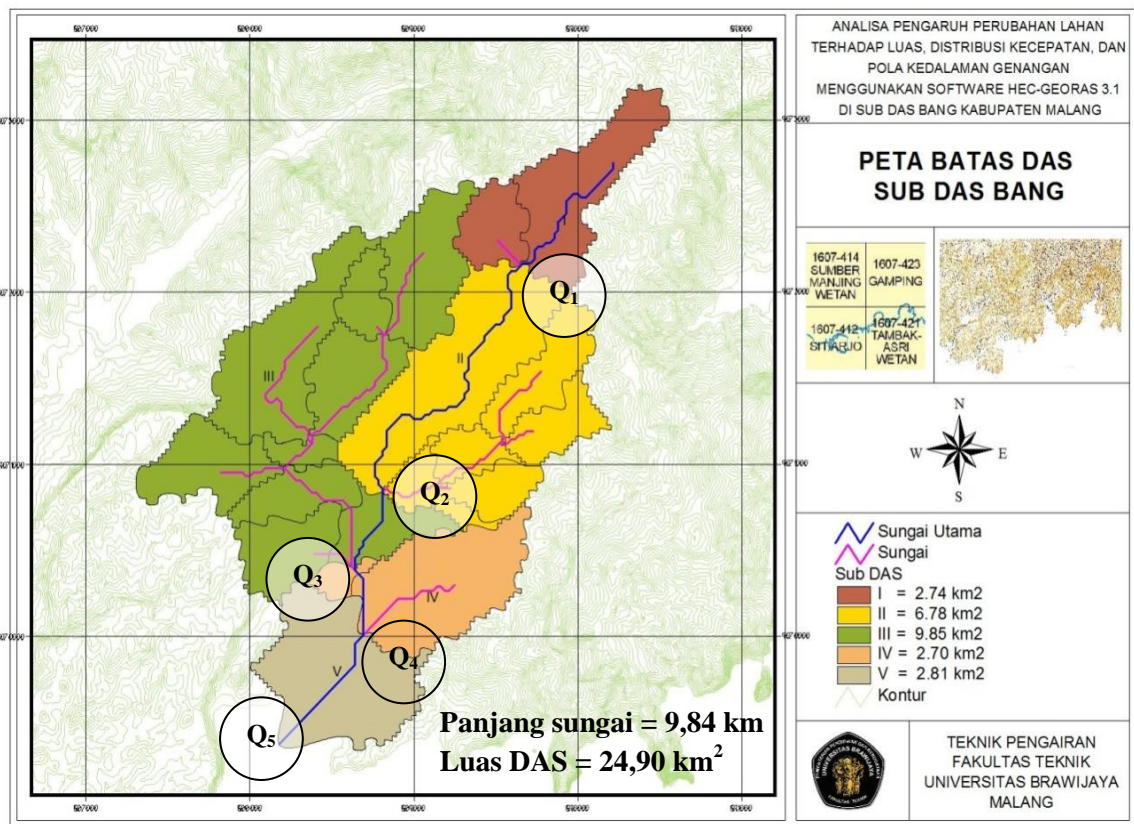 ANALISA PENGARUH PERUBAHAN LAHAN
TERHADAP LUAS, DISTRIBUSI KECEPATAN, DAN
POLA KEDALAMAN GENANGAN
MENGGUNAKAN SOFTWARE HEC-GEORAS 3.1
DI SUB DAS BANG KABUPATEN MALANG
PETA BATAS DAS
SUB DAS BANG
1607-414
SUMBER
MANJING
WETAN
1607-423
GAMPING
1607-412
SITIARJO
1607-421
TAMBAK-
ASRI
WETAN
N
W E
S
Sungai Utama
Sungai
Sub DAS
I = 2.74 km2
II = 6.78 km2
III = 9.85 km2
IV = 2.70 km2
V = 2.81 km2
Kontur
TEKNIK PENGAIRAN
FAKULTAS TEKNIK
UNIVERSITAS BRAWIJAYA
MALANG
I
Q1
II
III
Q2
Q3
IV
Q4
V
Q5
Panjang sungai = 9,84 km
Luas DAS = 24,90 km²